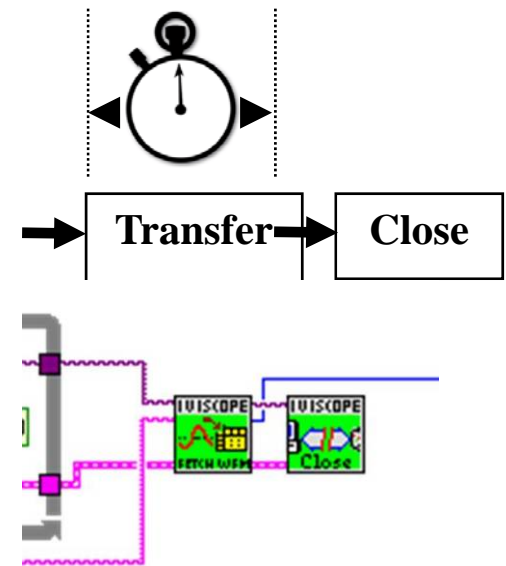 Transfer
Close
IVISCOPE
IVISCOPE
FETCH WFM
Close